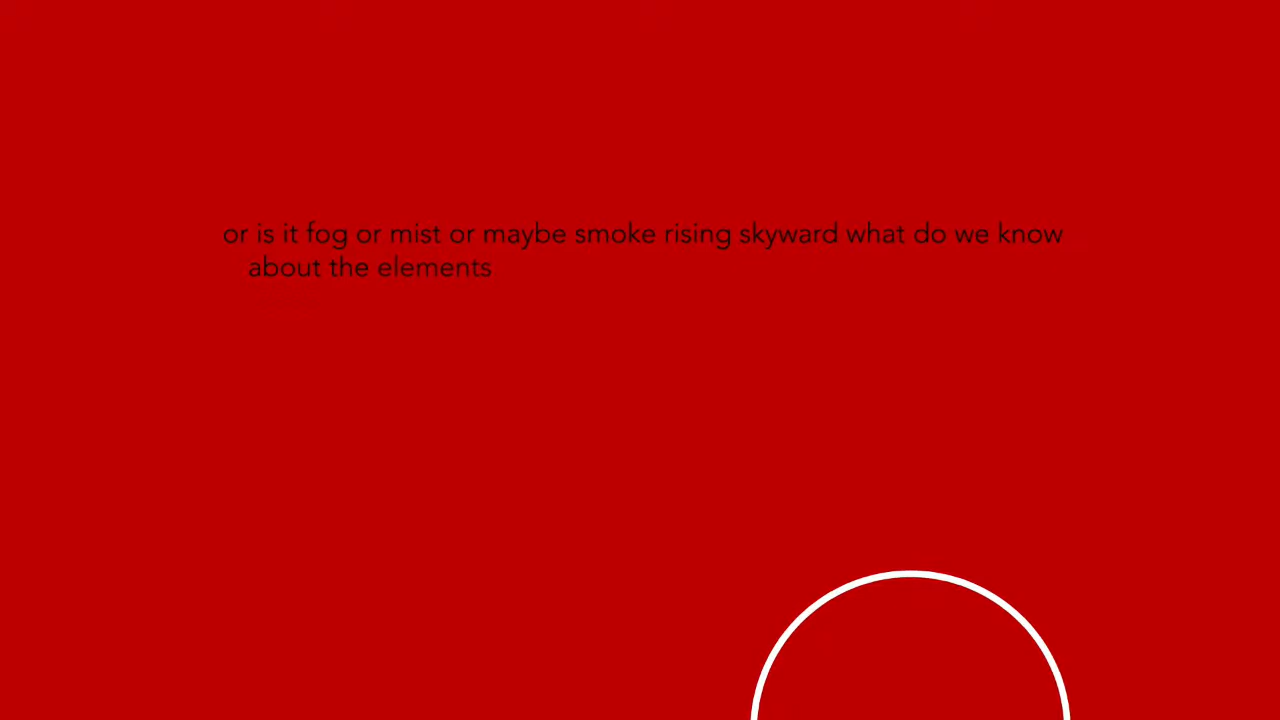 or is it fog or mist or maybe smoke rising skyward what do we know
about the elements